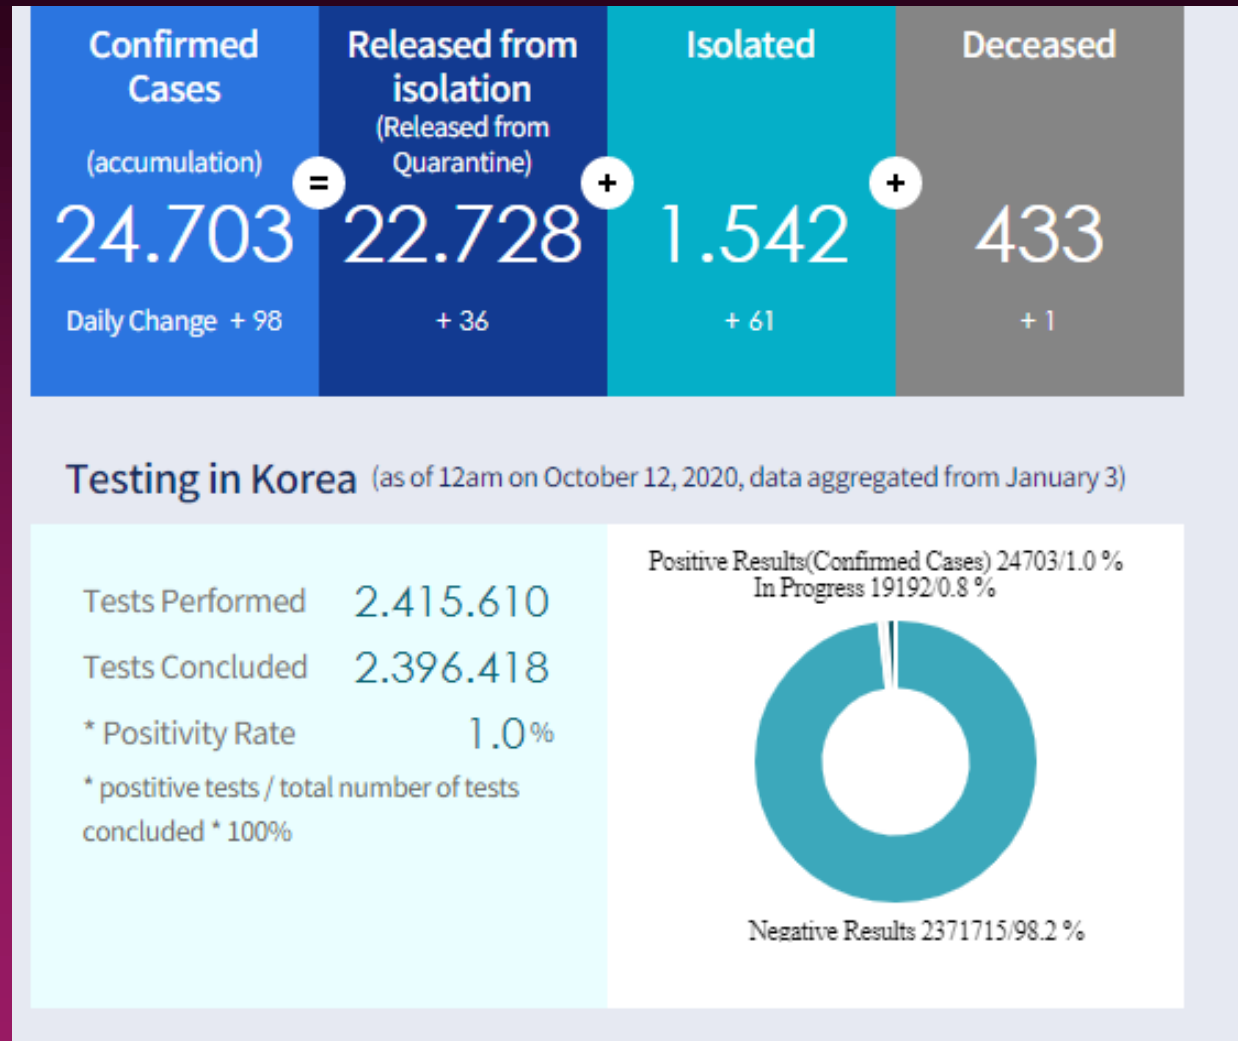 Confirmed
Cases
(accumulation)
24.703
Daily Change + 98
=
Released from
isolation
(Released from
Quarantine)
22.728
+ 36
+
Isolated
1.542
+ 61
+
Deceased
433
+ 1
Testing in Korea (as of 12am on October 12, 2020, data aggregated from January 3)
Tests Performed 2.415.610
Tests Concluded 2.396.418
* Positivity Rate 1.0%
* postitive tests / total number of tests
concluded * 100%
Positive Results(Confirmed Cases) 24703/1.0 %
In Progress 19192/0.8 %
Negative Results 2371715/98.2 %